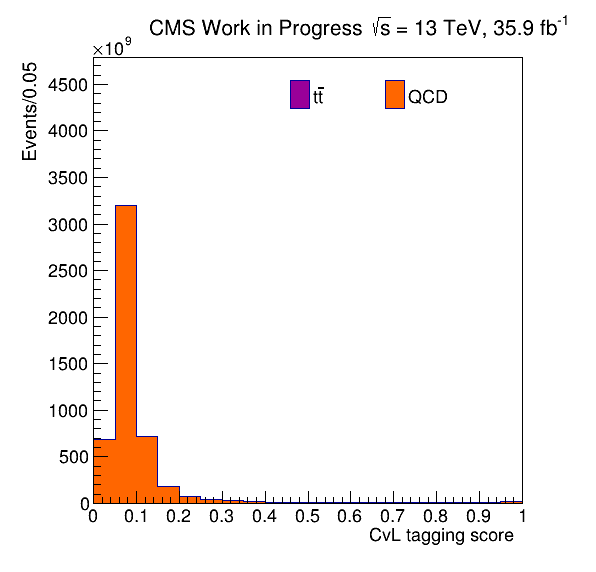 CMS Work in Progress √s = 13 TeV, 35.9 fb⁻¹
×10⁹
Events/0.05
4500
4000
3500
3000
2500
2000
1500
1000
500
0
tt̄
QCD
0 0.1 0.2 0.3 0.4 0.5 0.6 0.7 0.8 0.9 1
CvL tagging score